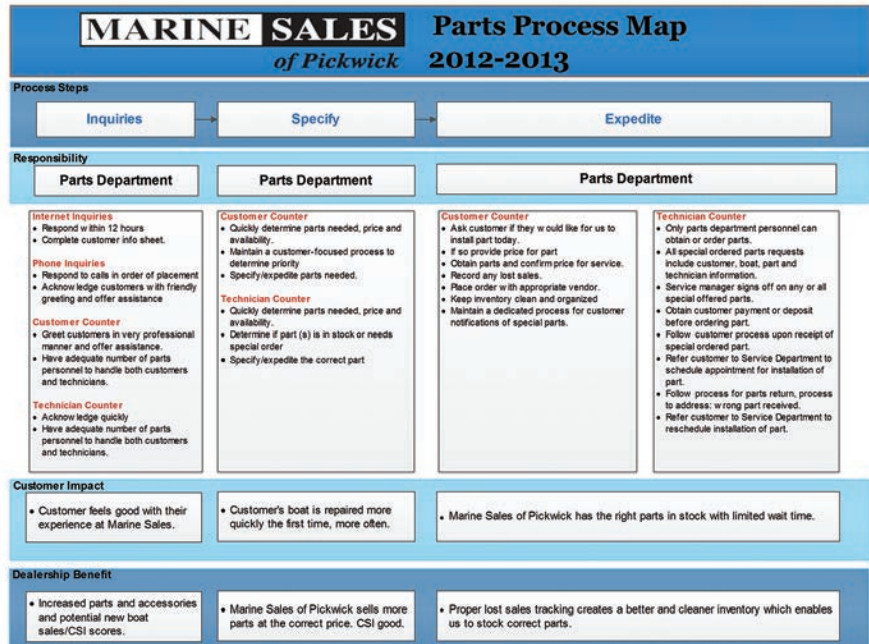 MARINE SALES
of Pickwick
Parts Process Map
2012-2013
Process Steps
Inquiries
Specify
Expedite
Responsibility
Parts Department
Parts Department
Parts Department
Internet Inquiries
• Respond within 12 hours
• Complete customer info sheet.
Phone Inquiries
• Respond to calls in order of placement
• Acknowledge customers with friendly
greeting and offer assistance
Customer Counter
• Greet customers in very professional
manner and offer assistance.
• Have adequate number of parts
personnel to handle both customers
and technicians.
Technician Counter
• Acknowledge quickly
• Have adequate number of parts
personnel to handle both customers
and technicians.
Customer Counter
• Quickly determine parts needed, price and
availability.
• Maintain a customer-focused process to
determine priority
• Specify/expedite parts needed.
Technician Counter
• Quickly determine parts needed, price and
availability.
• Determine if part (s) is in stock or needs
special order
• Specify/expedite the correct part
Customer Counter
• Ask customer if they would like for us to
install part today.
• If so provide price for part
• Obtain parts and confirm price for service.
• Record any lost sales.
• Place order with appropriate vendor.
• Keep inventory clean and organized
• Maintain a dedicated process for customer
notifications of special parts.
Technician Counter
• Only parts department personnel can
obtain or order parts.
• All special ordered parts requests
include customer, boat, part and
technician information.
• Service manager signs off on any or all
special offered parts.
• Obtain customer payment or deposit
before ordering part.
• Follow customer process upon receipt of
special ordered part.
• Refer customer to Service Department to
schedule appointment for installation of
part.
• Follow process for parts return, process
to address: wrong part received.
• Refer customer to Service Department to
reschedule installation of part.
Customer Impact
• Customer feels good with their
experience at Marine Sales.
• Customer's boat is repaired more
quickly the first time, more often.
• Marine Sales of Pickwick has the right parts in stock with limited wait time.
Dealership Benefit
• Increased parts and accessories
and potential new boat
sales/CSI scores.
• Marine Sales of Pickwick sells more
parts at the correct price. CSI good.
• Proper lost sales tracking creates a better and cleaner inventory which enables
us to stock correct parts.